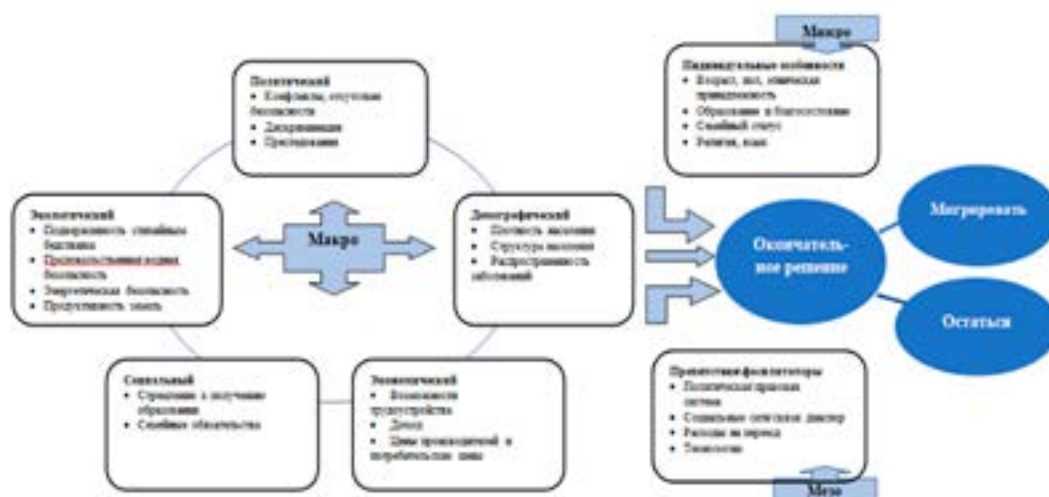 Политический
• Конфликты, отсутствие
безопасности
• Дискриминация
• Преследования
Экологический
• Подверженность стихийным
бедствиям
• Продовольственная водная
безопасность
• Энергетическая безопасность
• Продуктивность земель
Макро
Демографический
• Плотность населения
• Структура населения
• Распространенность
заболеваний
Социальный
• Стремление к получению
образования
• Семейные обязательства
Экономический
• Возможности
трудоустройства
• Доход
• Цены производителей и
потребительские цены
Макро
Индивидуальные особенности
• Возраст, пол, этническая
принадлежность
• Образование и благосостояние
• Семейный статус
• Религия, язык
Окончатель-
ное решение
Мигрировать
Остаться
• Политическая правовая
система
• Социальные сети диаспор
• Расходы на переезд
• Технологии
Мезо